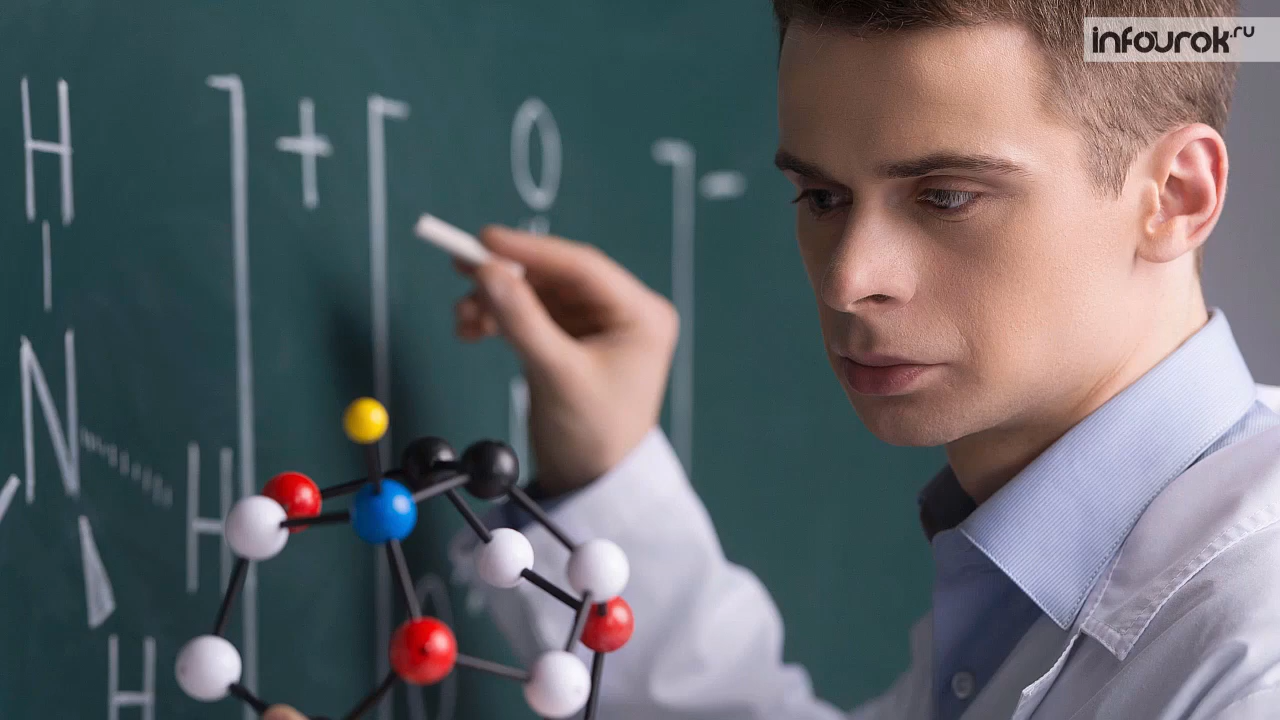 infourok.ru
H ] + [ O ] -
N H
H